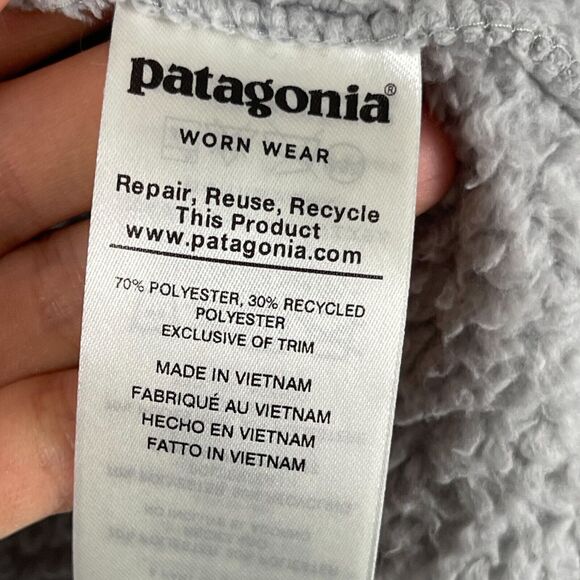 patagonia®
WORN WEAR
Repair, Reuse, Recycle
This Product
www.patagonia.com
70% POLYESTER, 30% RECYCLED
POLYESTER
EXCLUSIVE OF TRIM
MADE IN VIETNAM
FABRIQUÉ AU VIETNAM
HECHO EN VIETNAM
FATTO IN VIETNAM